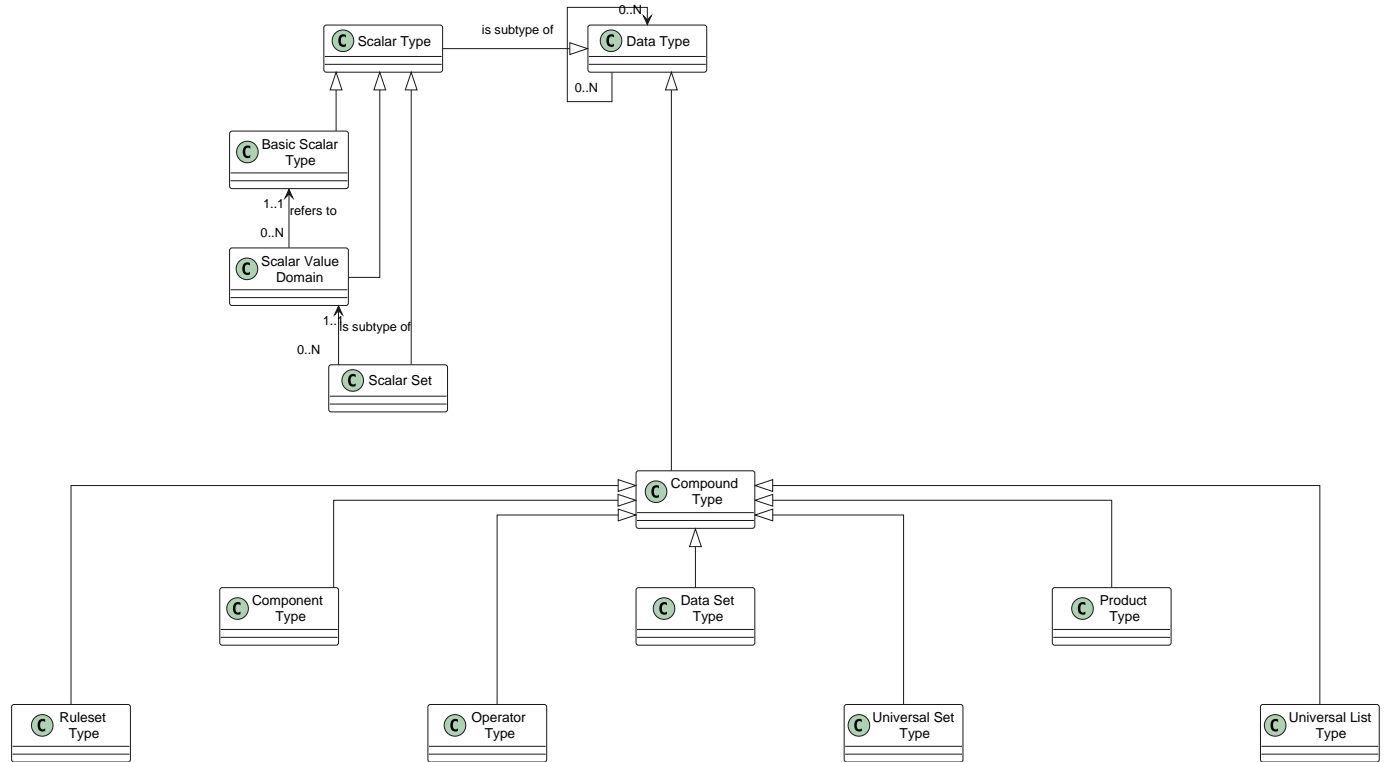 0..N
is subtype of
C Scalar Type
C Data Type
0..N
C Basic Scalar
Type
1..1
refers to
0..N
C Scalar Value
Domain
1..1
is subtype of
0..N
C Scalar Set
C Compound
Type
C Component
Type
C Data Set
Type
C Product
Type
C Ruleset
Type
C Operator
Type
C Universal Set
Type
C Universal List
Type